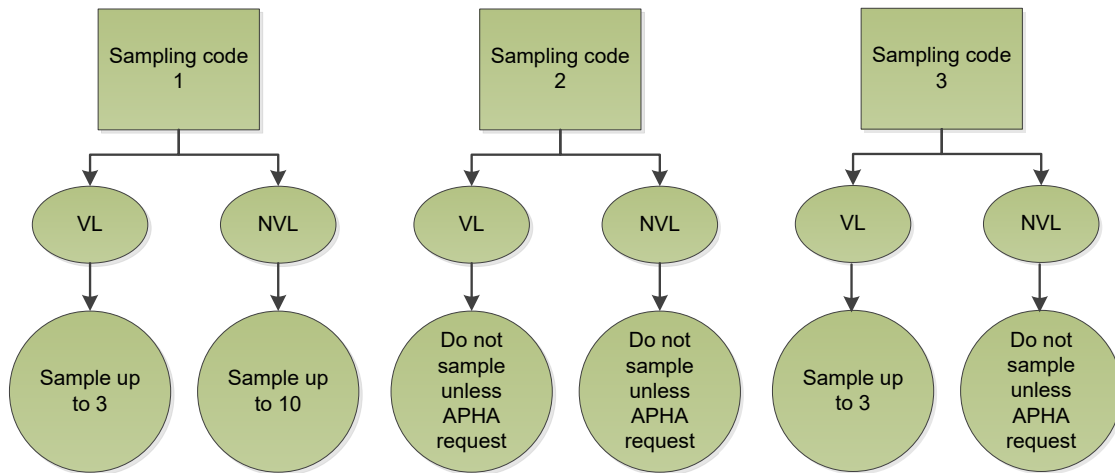 Sampling code
1
Sampling code
2
Sampling code
3
VL
NVL
VL
NVL
VL
NVL
Sample up
to 3
Sample up
to 10
Do not
sample
unless
APHA
request
Do not
sample
unless
APHA
request
Sample up
to 3
Do not
sample
unless
APHA
request